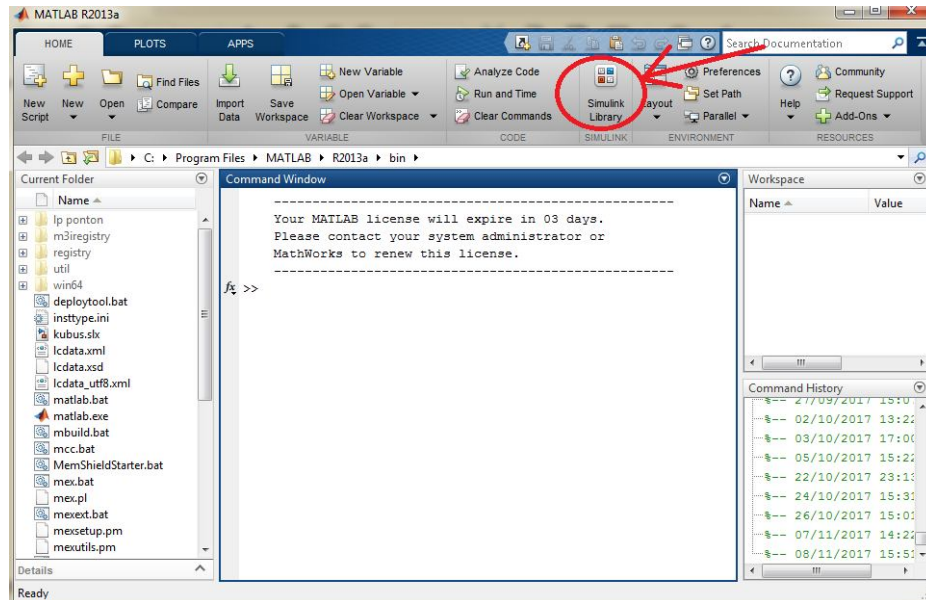 MATLAB R2013a
HOME PLOTS APPS
Search Documentation
New Script
New
Open
Find Files
Compare
FILE
Import Data
Save Workspace
New Variable
Open Variable
Clear Workspace
VARIABLE
Analyze Code
Run and Time
Clear Commands
CODE
Simulink Library
SIMULINK
Layout
Preferences
Set Path
Parallel
ENVIRONMENT
Help
Community
Request Support
Add-Ons
RESOURCES
C: Program Files MATLAB R2013a bin
Current Folder
Name
lp ponton
m3iregistry
registry
util
win64
deploytool.bat
insttype.ini
kubus.slx
lcdata.xml
lcdata.xsd
lcdata_utf8.xml
matlab.bat
matlab.exe
mbuild.bat
mcc.bat
MemShieldStarter.bat
mex.bat
mex.pl
mexext.bat
mexsetup.pm
mexutils.pm
Details
Ready
Command Window
----------------------------------------------------
Your MATLAB license will expire in 03 days.
Please contact your system administrator or
MathWorks to renew this license.
----------------------------------------------------
fx >>
Workspace
Name Value
Command History
%-- 27/09/2017 15:0
%-- 02/10/2017 13:22
%-- 03/10/2017 17:00
%-- 05/10/2017 15:22
%-- 22/10/2017 23:13
%-- 24/10/2017 15:31
%-- 26/10/2017 15:01
%-- 07/11/2017 14:22
%-- 08/11/2017 15:51